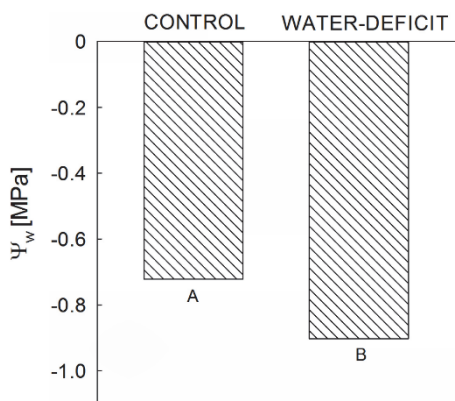 CONTROL WATER-DEFICIT
0
-0.2
-0.4
-0.6
-0.8
-1.0
Ψw [MPa]
A
B